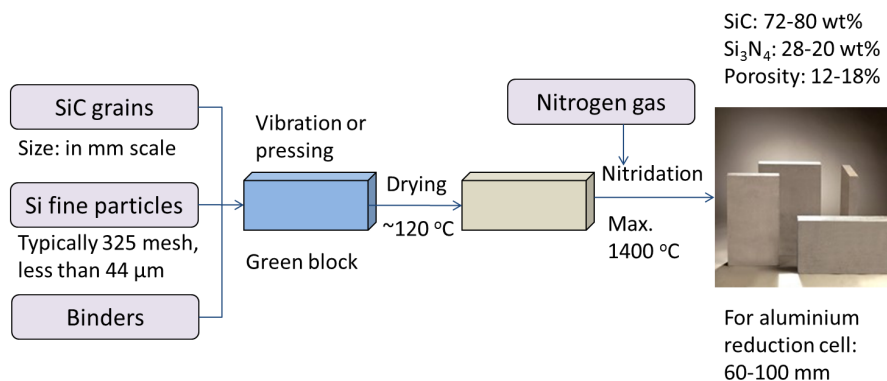 SiC grains
Size: in mm scale
Si fine particles
Typically 325 mesh,
less than 44 µm
Binders
Vibration or
pressing
Green block
Drying
~120 °C
Nitrogen gas
Nitridation
Max.
1400 °C
SiC: 72-80 wt%
Si₃N₄: 28-20 wt%
Porosity: 12-18%
For aluminium
reduction cell:
60-100 mm